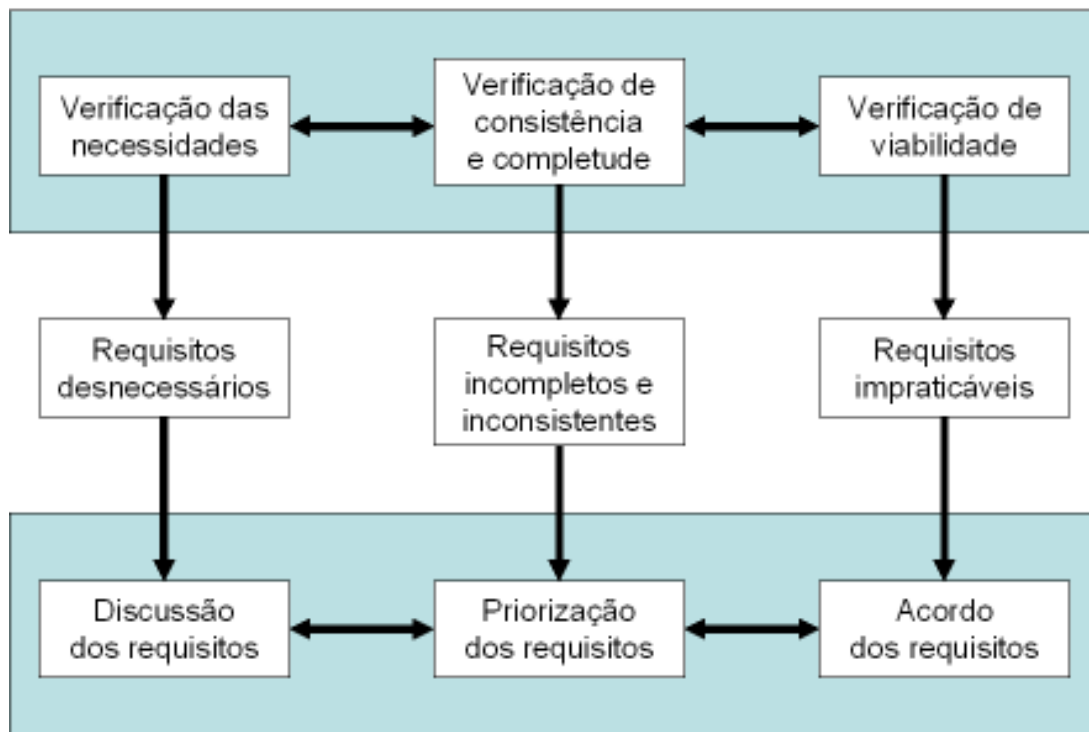 Verificação das
necessidades
Verificação de
consistência
e completude
Verificação de
viabilidade
Requisitos
desnecessários
Requisitos
incompletos e
inconsistentes
Requisitos
impraticáveis
Discussão
dos requisitos
Priorização
dos requisitos
Acordo
dos requisitos